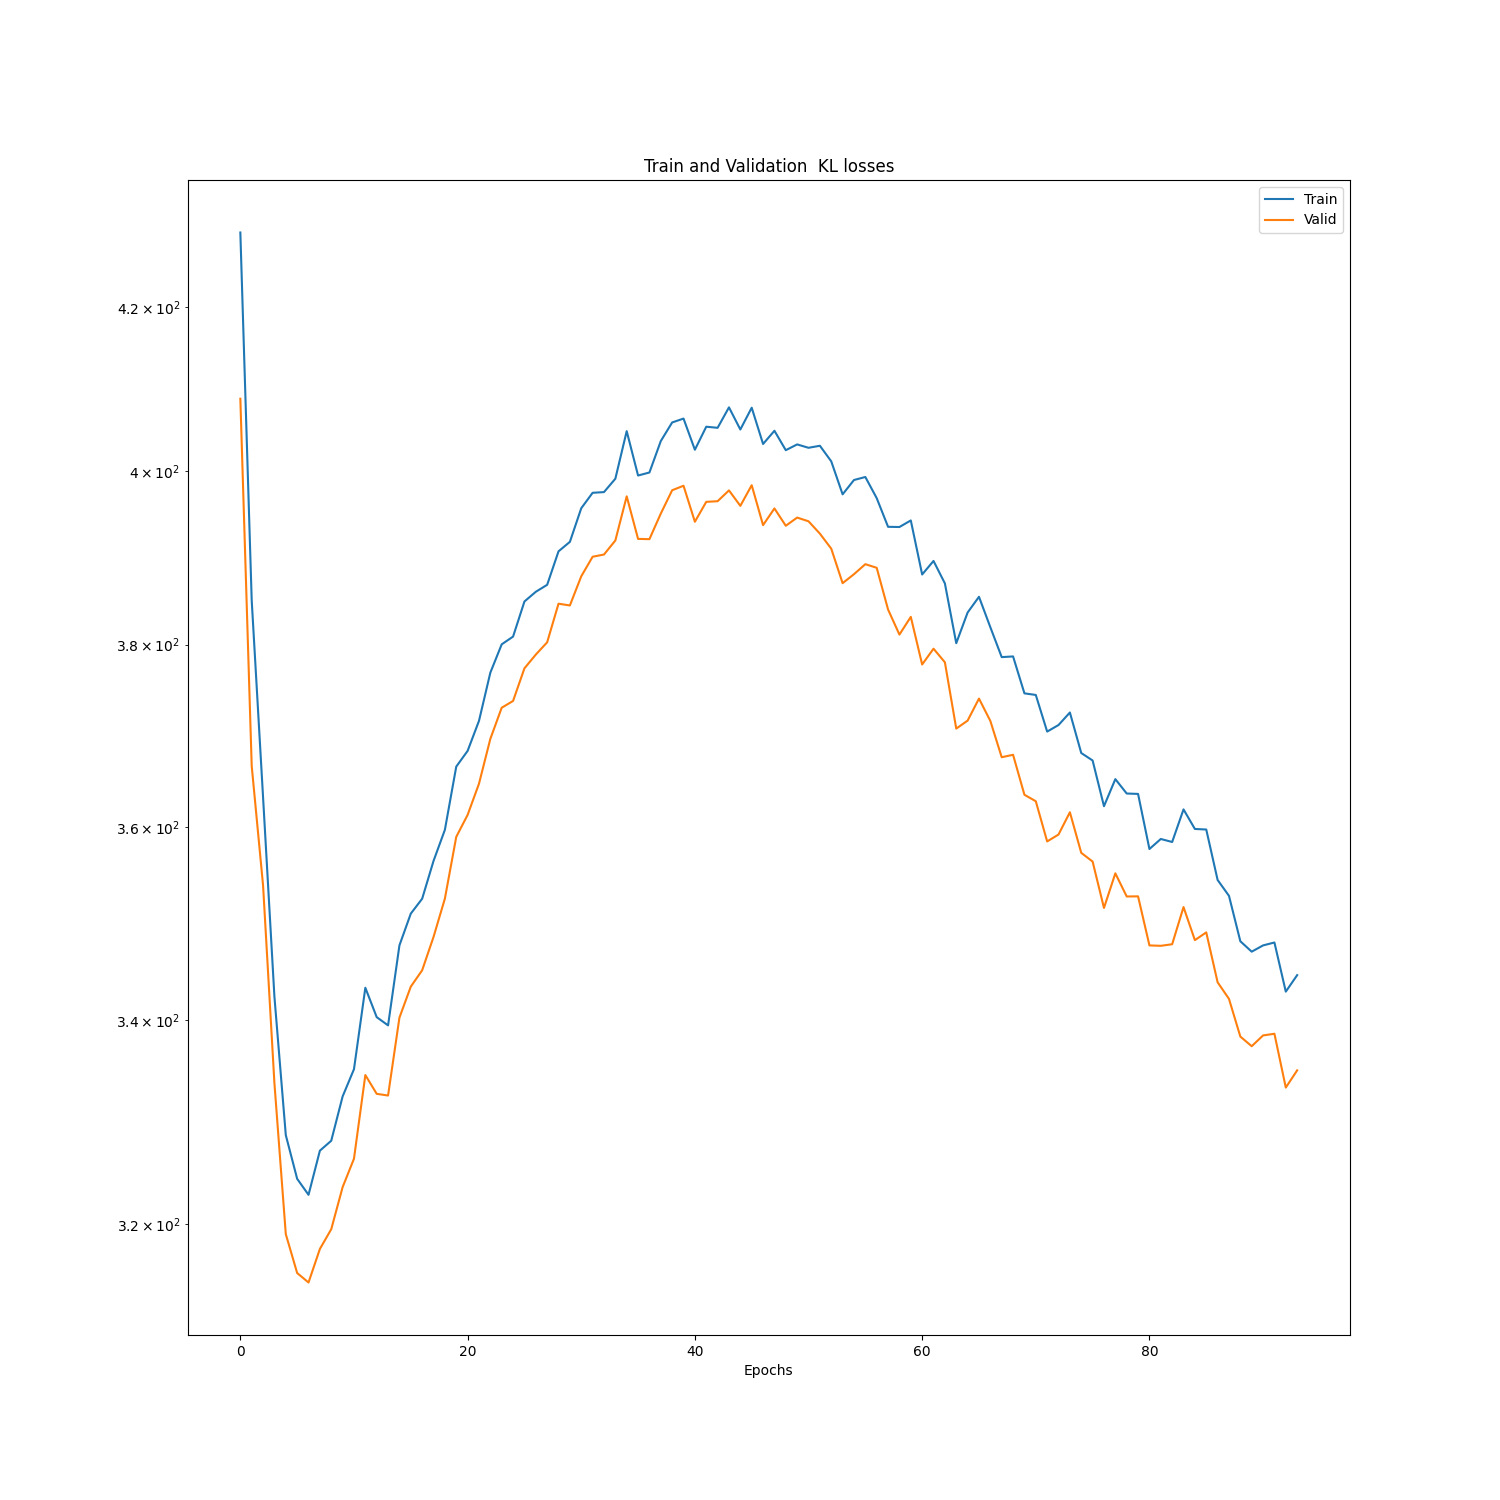 Train and Validation  KL losses
Train
Valid
4.2 × 10²
4 × 10²
3.8 × 10²
3.6 × 10²
3.4 × 10²
3.2 × 10²
0 20 40 60 80
Epochs